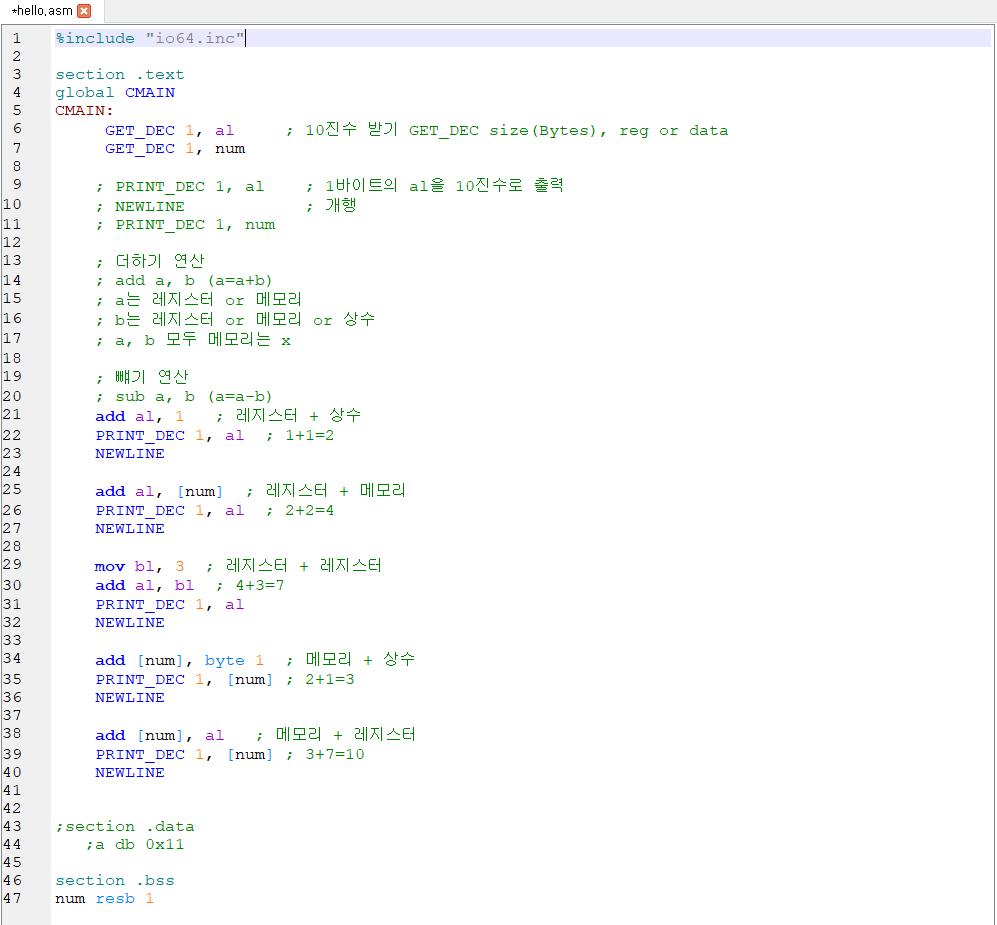 *hello.asm
1 %include "io64.inc"
2
3 section .text
4 global CMAIN
5 CMAIN:
6 GET_DEC 1, al ; 10진수 받기 GET_DEC size(Bytes), reg or data
7 GET_DEC 1, num
8
9 ; PRINT_DEC 1, al ; 1바이트의 al을 10진수로 출력
10 ; NEWLINE ; 개행
11 ; PRINT_DEC 1, num
12
13 ; 더하기 연산
14 ; add a, b (a=a+b)
15 ; a는 레지스터 or 메모리
16 ; b는 레지스터 or 메모리 or 상수
17 ; a, b 모두 메모리는 x
18
19 ; 뺴기 연산
20 ; sub a, b (a=a-b)
21 add al, 1 ; 레지스터 + 상수
22 PRINT_DEC 1, al ; 1+1=2
23 NEWLINE
24
25 add al, [num] ; 레지스터 + 메모리
26 PRINT_DEC 1, al ; 2+2=4
27 NEWLINE
28
29 mov bl, 3 ; 레지스터 + 레지스터
30 add al, bl ; 4+3=7
31 PRINT_DEC 1, al
32 NEWLINE
33
34 add [num], byte 1 ; 메모리 + 상수
35 PRINT_DEC 1, [num] ; 2+1=3
36 NEWLINE
37
38 add [num], al ; 메모리 + 레지스터
39 PRINT_DEC 1, [num] ; 3+7=10
40 NEWLINE
41
42
43 ;section .data
44 ;a db 0x11
45
46 section .bss
47 num resb 1